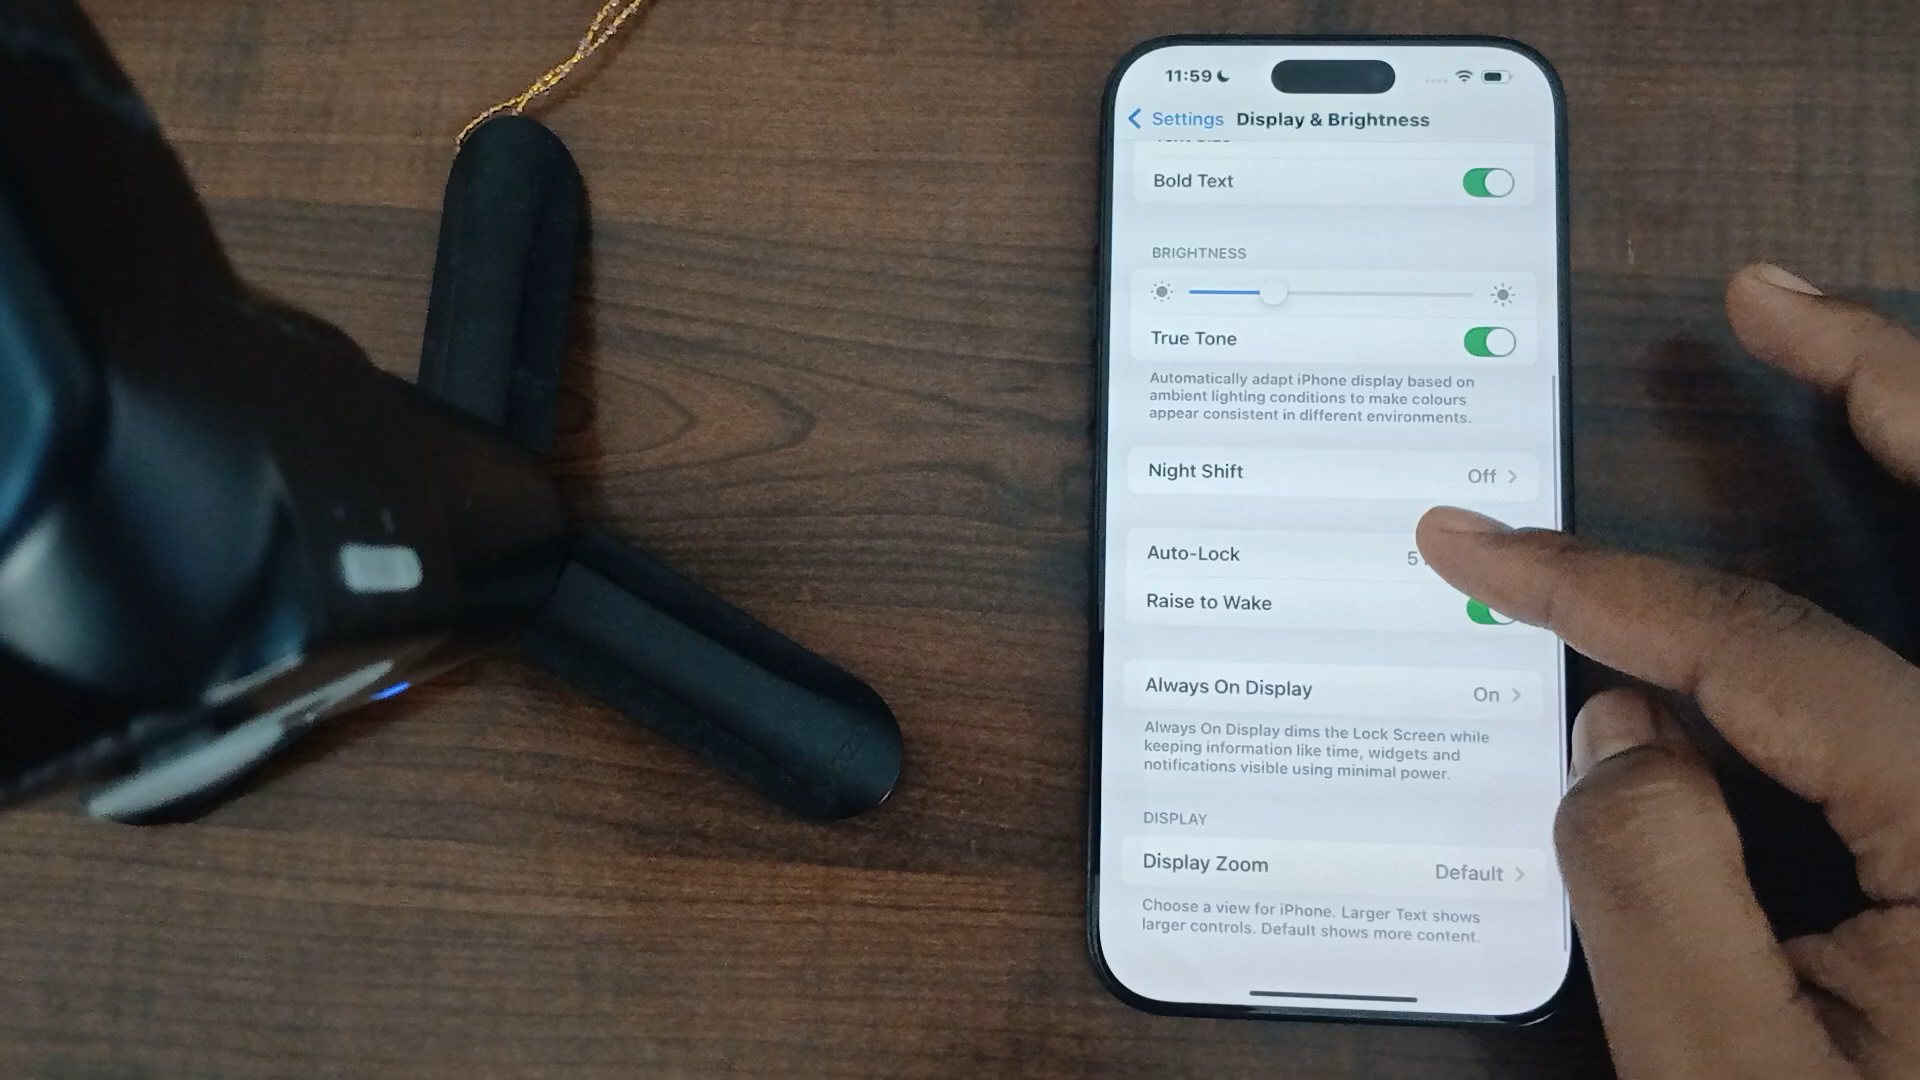 11:59
Settings Display & Brightness
Bold Text
BRIGHTNESS
True Tone
Automatically adapt iPhone display based on
ambient lighting conditions to make colours
appear consistent in different environments.
Night Shift Off
Auto-Lock 5
Raise to Wake
Always On Display On
Always On Display dims the Lock Screen while
keeping information like time, widgets and
notifications visible using minimal power.
DISPLAY
Display Zoom Default
Choose a view for iPhone. Larger Text shows
larger controls. Default shows more content.